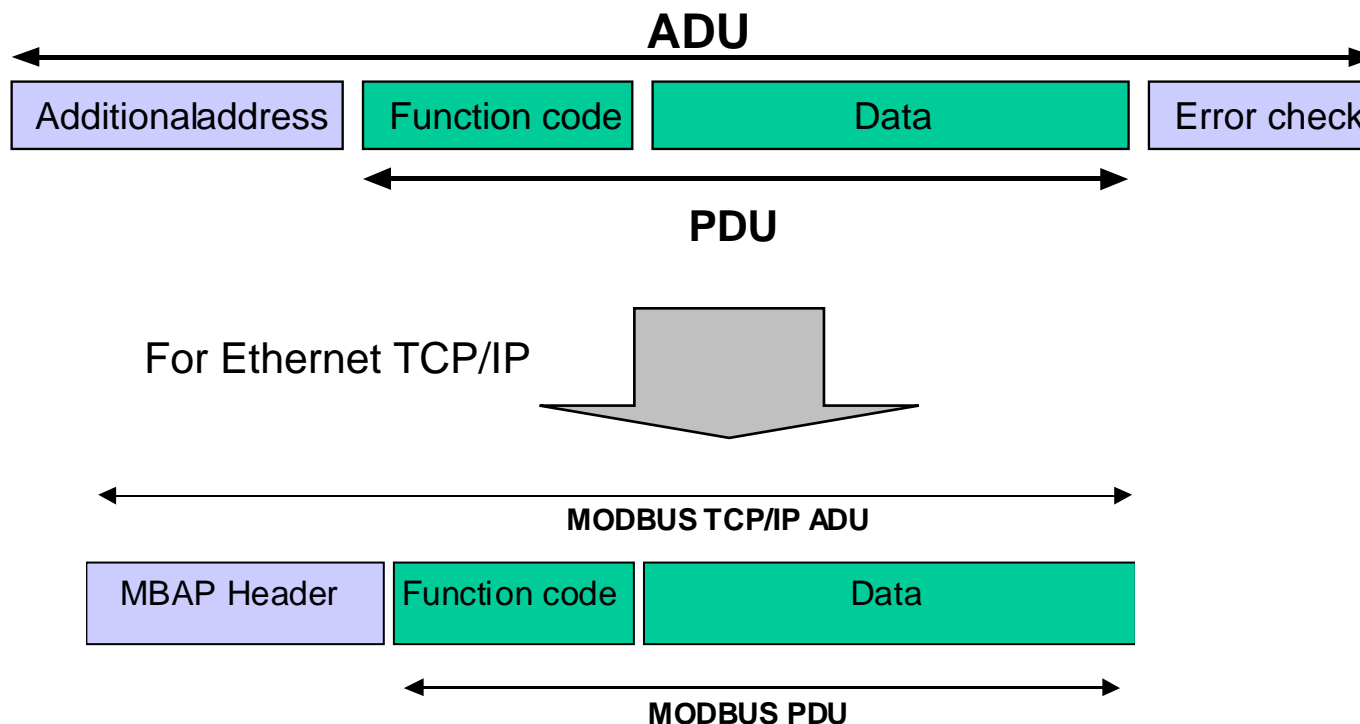 ADU
Additionaladdress Function code Data Error check
PDU
For Ethernet TCP/IP
MODBUS TCP/IP ADU
MBAP Header Function code Data
MODBUS PDU